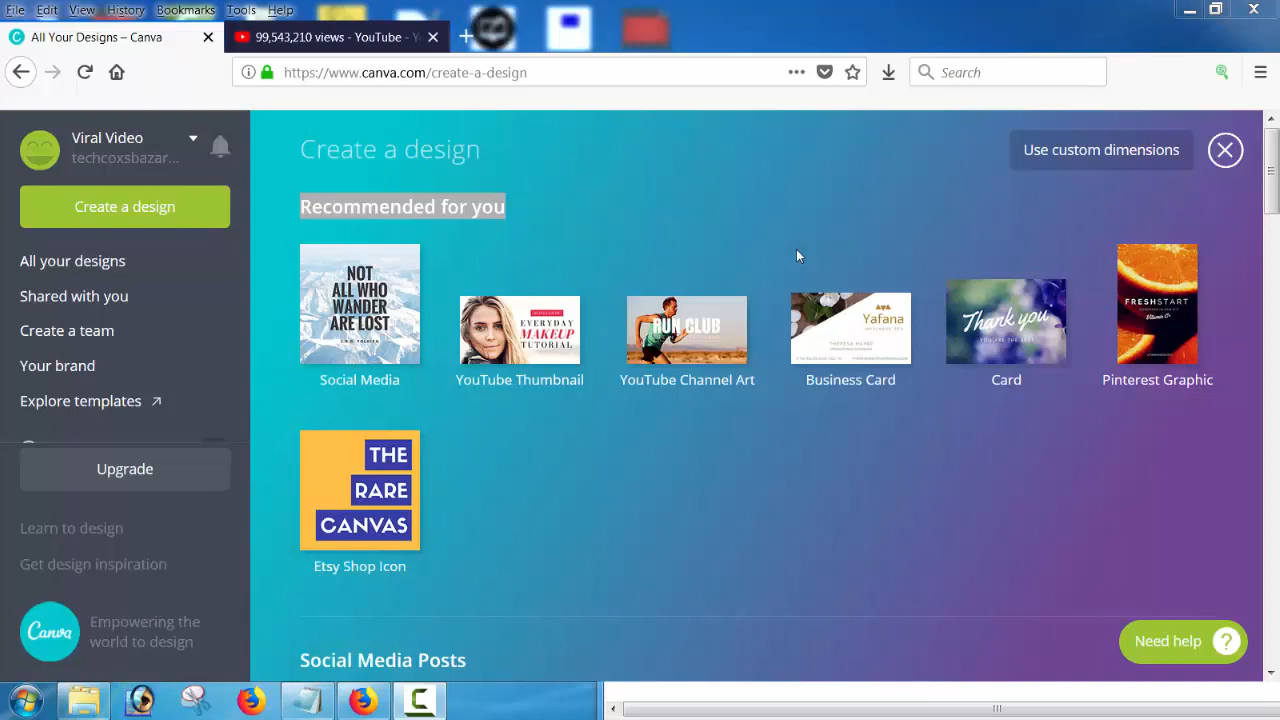 File Edit View History Bookmarks Tools Help
All Your Designs – Canva
99,543,210 views - YouTube - Y
https://www.canva.com/create-a-design
Search
Viral Video
techcoxsbazar...
Create a design
All your designs
Shared with you
Create a team
Your brand
Explore templates
Upgrade
Learn to design
Get design inspiration
Canva
Empowering the
world to design
Create a design
Use custom dimensions
Recommended for you
NOT
ALL WHO
WANDER
ARE LOST
Social Media
EVERYDAY
MAKEUP
TUTORIAL
YouTube Thumbnail
RUN CLUB
YouTube Channel Art
Yafana
Business Card
Thank you
YOU ARE THE BEST
Card
FRESHSTART
Pinterest Graphic
THE
RARE
CANVAS
Etsy Shop Icon
Social Media Posts
Need help ?